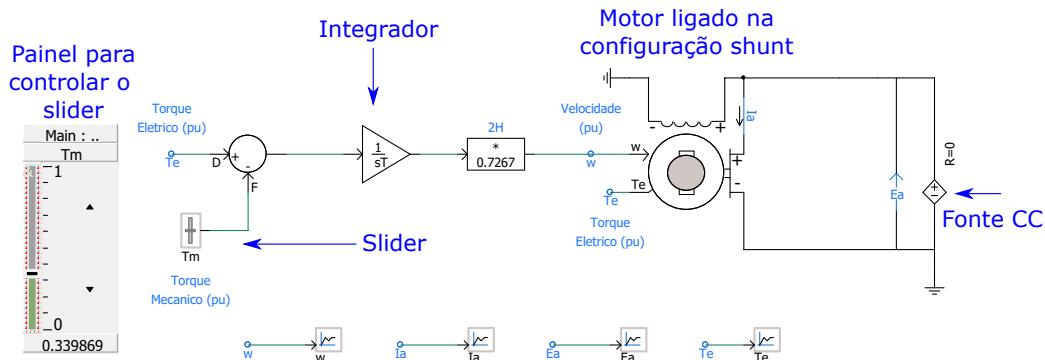 Painel para
controlar o
slider
Main : ..
Tm
1
0
0.339869
Integrador
Torque
Eletrico (pu)
Te
D
+
-
F
1
sT
2H
*
0.7267
Tm
Slider
Torque
Mecanico (pu)
Motor ligado na
configuração shunt
Velocidade
(pu)
w
w
Te
Te
Torque
Eletrico (pu)
-
+
Ia
+
-
Ea
R=0
+
-
Fonte CC
w
w
Ia
Ia
Ea
Ea
Te
Te